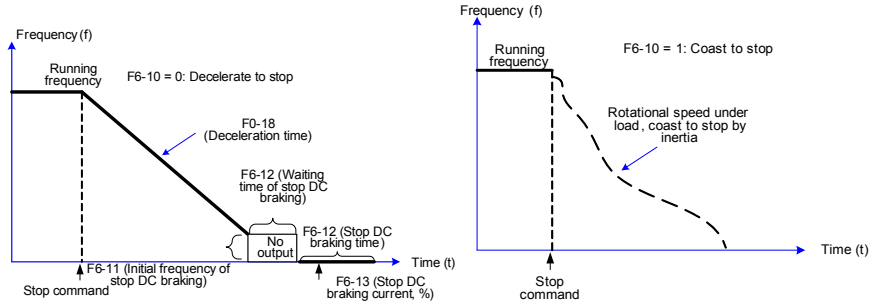 Frequency (f)
Running
frequency
F6-10 = 0: Decelerate to stop
F0-18
(Deceleration time)
F6-12 (Waiting
time of stop DC
braking)
F6-12 (Stop DC
braking time)
No
output
Time (t)
F6-11 (Initial frequency of
stop DC braking)
F6-13 (Stop DC
braking current, %)
Stop command
Frequency (f)
Running
frequency
F6-10 = 1: Coast to stop
Rotational speed under
load, coast to stop by
inertia
Time (t)
Stop
command